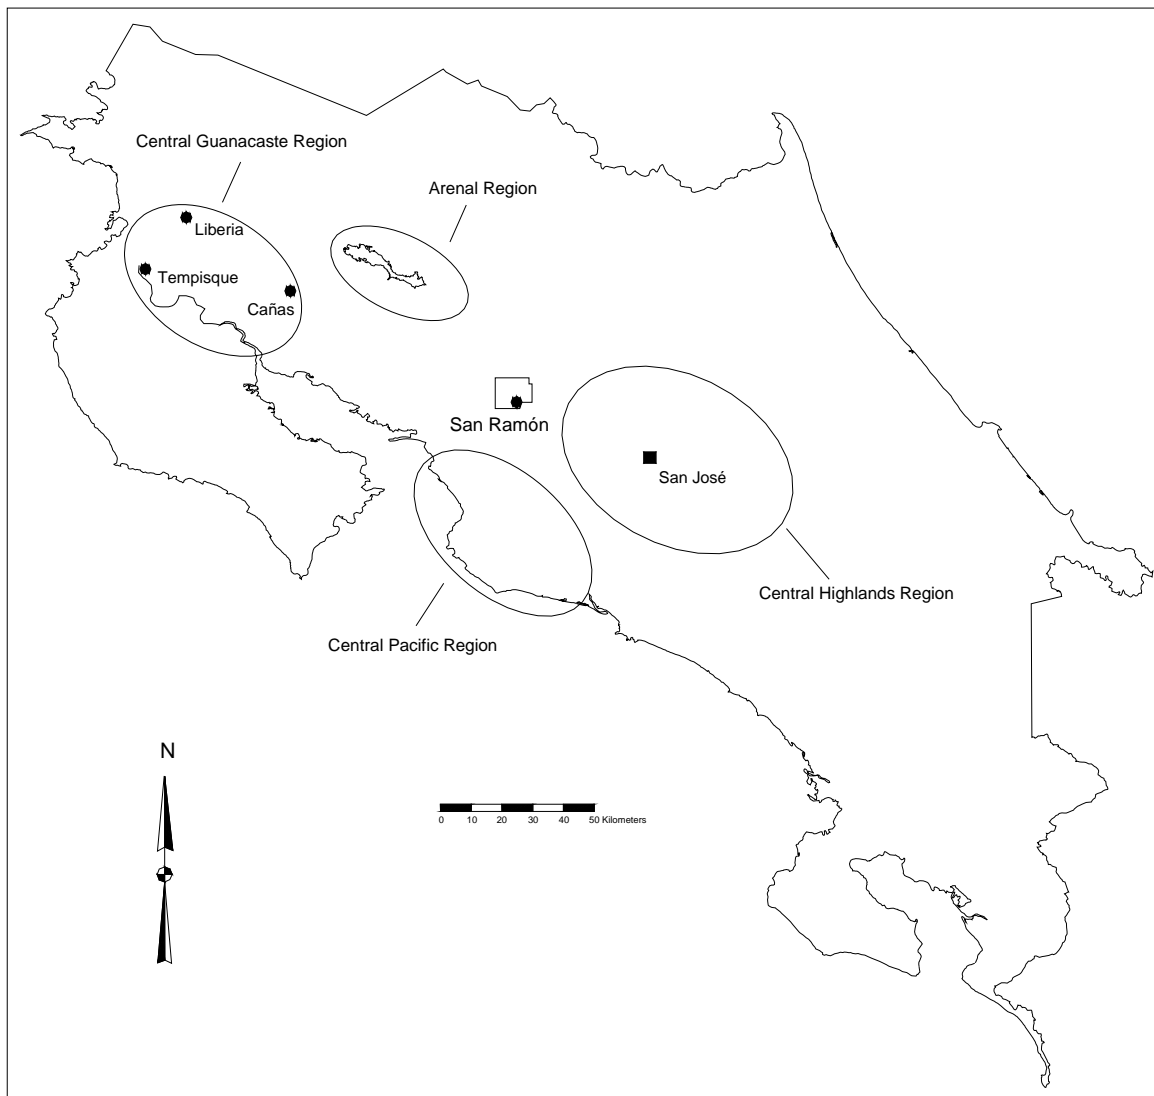 Central Guanacaste Region
Arenal Region
Liberia
Tempisque
Cañas
San Ramón
San José
Central Highlands Region
Central Pacific Region
N
0 10 20 30 40 50 Kilometers